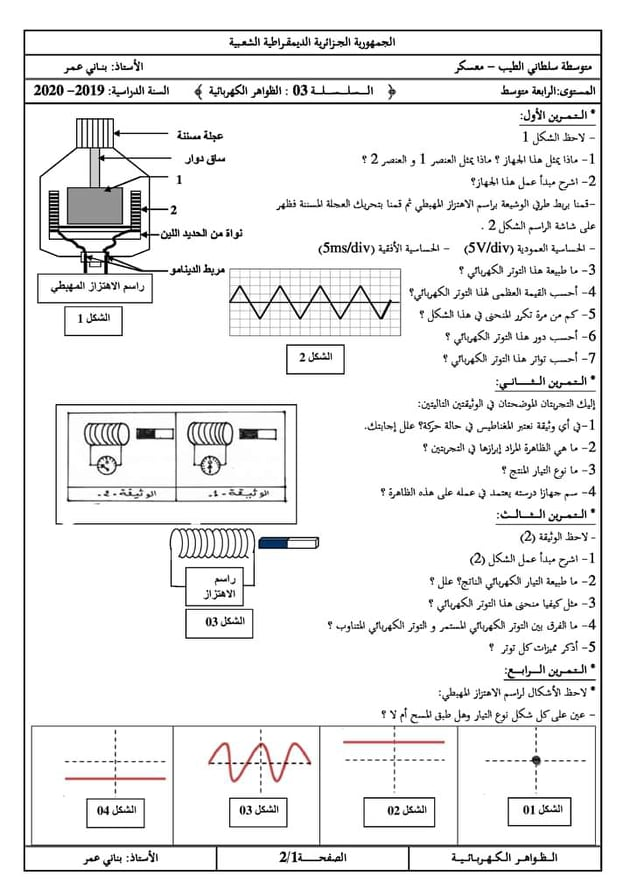 الجمهورية الجزائرية الديمقراطية الشعبية
متوسطة سلطاني الطيب – معسكر
الأستاذ: بناني عمر
المستوى: الرابعة متوسط
﴿ السلسلة 03 : الظواهر الكهربائية ﴾
السنة الدراسية: 2019– 2020
* التمرين الأول:
– لاحظ الشكل 1
1– ماذا يمثل هذا الجهاز ؟ ماذا يمثل العنصر 1 و العنصر 2 ؟
2– اشرح مبدأ عمل هذا الجهاز؟
–قمنا بربط طرفي الوشيعة براسم الاهتزاز المهبطي ثم قمنا بتحريك العجلة المسننة فظهر
على شاشة الراسم الشكل 2 .
– الحساسية العمودية (5V/div) – الحساسية الأفقية (5ms/div)
3– ما طبيعة هذا التوتر الكهربائي ؟
4– أحسب القيمة العظمى لهذا التوتر الكهربائي؟
5– كم من مرة تكرر المنحنى في هذا الشكل ؟
6– أحسب دور هذا التوتر الكهربائي ؟
7– أحسب تواتر هذا التوتر الكهربائي ؟
عجلة مسننة
ساق دوار
1
2
نواة من الحديد اللين
مربط الدينامو
راسم الاهتزاز المهبطي
الشكل 1
الشكل 2
* التمرين الثاني:
إليك التجربتان الموضحتان في الوثيقتين التاليتين:
1–في أي وثيقة نعتبر المغناطيس في حالة حركة؟ علل إجابتك.
2– ما هي الظاهرة المراد إبرازها في التجربتين ؟
3– ما نوع التيار المنتج ؟
4– سم جهازا درسته يعتمد في عمله على هذه الظاهرة ؟
الوثيقة -1-
الوثيقة -2-
* التمرين الثالث:
– لاحظ الوثيقة (2)
1– اشرح مبدأ عمل الشكل (2)
2– ما طبيعة التيار الكهربائي الناتج؟ علل ؟
3– مثل كيفيا منحنى هذا التوتر الكهربائي ؟
4– ما الفرق بين التوتر الكهربائي المستمر و التوتر الكهربائي المتناوب ؟
5– أذكر مميزات كل توتر ؟
راسم
الاهتزاز
الشكل 03
* التمرين الرابع:
* لاحظ الأشكال لراسم الاهتزاز المهبطي:
– عين على كل شكل نوع التيار وهل طبق المسح أم لا ؟
الشكل 01
الشكل 02
الشكل 03
الشكل 04
الظواهر الكهربائية
الصفحة 2/1
الأستاذ: بناني عمر